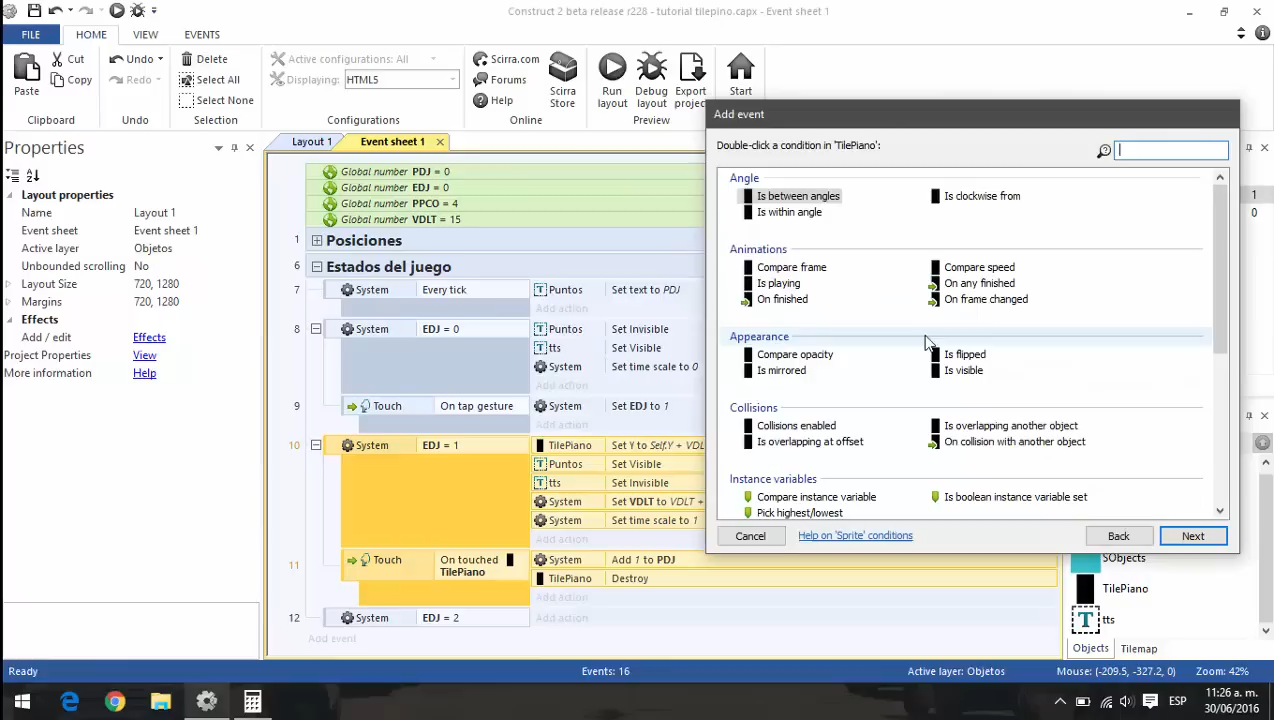 Construct 2 beta release r228 - tutorial tilepino.capx - Event sheet 1
FILE
HOME
VIEW
EVENTS
Paste
Cut
Copy
Clipboard
Undo
Redo
Undo
Delete
Select All
Select None
Selection
Active configurations: All
Displaying:
HTML5
Configurations
Scirra.com
Forums
Help
Scirra
Store
Online
Run
layout
Debug
layout
Export
project
Preview
Start
Properties
Layout properties
Name
Layout 1
Event sheet
Event sheet 1
Active layer
Objetos
Unbounded scrolling
No
Layout Size
720, 1280
Margins
720, 1280
Effects
Add / edit
Effects
Project Properties
View
More information
Help
Layout 1
Event sheet 1
Global number PDJ = 0
Global number EDJ = 0
Global number PPCO = 4
Global number VDLT = 15
1
Posiciones
6
Estados del juego
7
System
Every tick
Puntos
Set text to PDJ
Add action
8
System
EDJ = 0
Puntos
Set Invisible
tts
Set Visible
System
Set time scale to 0
Add action
9
Touch
On tap gesture
System
Set EDJ to 1
Add action
10
System
EDJ = 1
TilePiano
Set Y to Self.Y + VDL
Puntos
Set Visible
tts
Set Invisible
System
Set VDLT to VDLT +
System
Set time scale to 1
Add action
11
Touch
On touched
TilePiano
System
Add 1 to PDJ
TilePiano
Destroy
Add action
12
System
EDJ = 2
Add action
Add event
Add event
Double-click a condition in 'TilePiano':
Angle
Is between angles
Is clockwise from
Is within angle
Animations
Compare frame
Compare speed
Is playing
On any finished
On finished
On frame changed
Appearance
Compare opacity
Is flipped
Is mirrored
Is visible
Collisions
Collisions enabled
Is overlapping another object
Is overlapping at offset
On collision with another object
Instance variables
Compare instance variable
Is boolean instance variable set
Pick highest/lowest
Cancel
Help on 'Sprite' conditions
Back
Next
1
0
SObjects
TilePiano
tts
Objects
Tilemap
Ready
Events: 16
Active layer: Objetos
Mouse: (-209.5, -327.2, 0)
Zoom: 42%
ESP
11:26 a. m.
30/06/2016